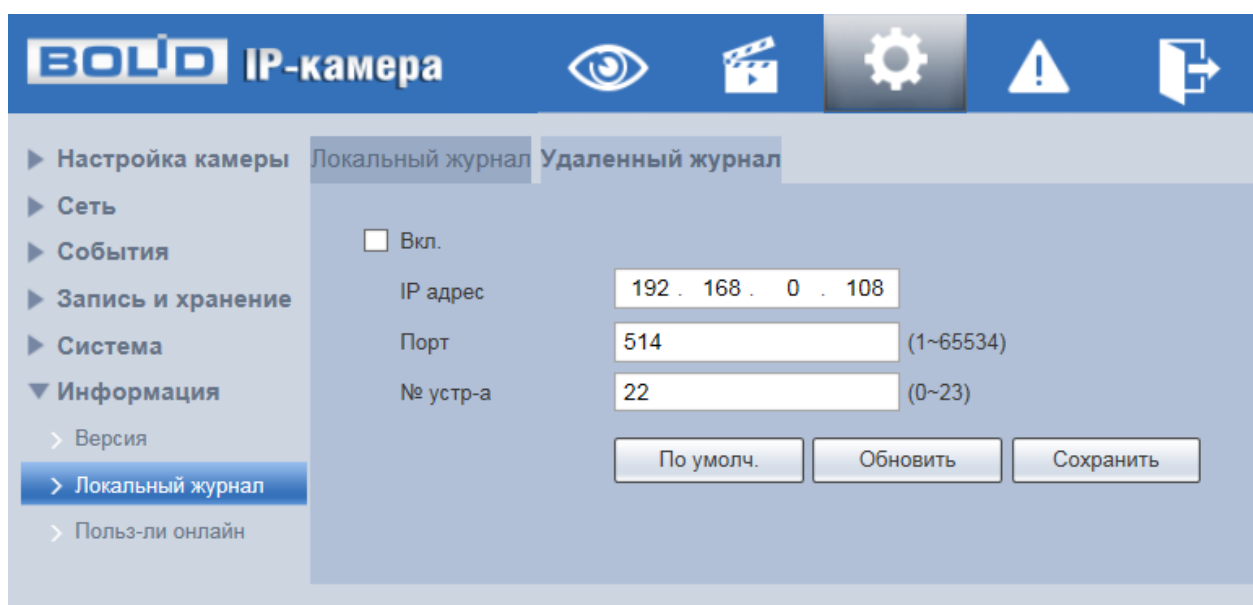 BOLID IP-камера
Настройка камеры
Сеть
События
Запись и хранение
Система
Информация
Версия
Локальный журнал
Польз-ли онлайн
Локальный журнал Удаленный журнал
Вкл.
IP адрес 192 . 168 . 0 . 108
Порт 514 (1~65534)
№ устр-а 22 (0~23)
По умолч. Обновить Сохранить